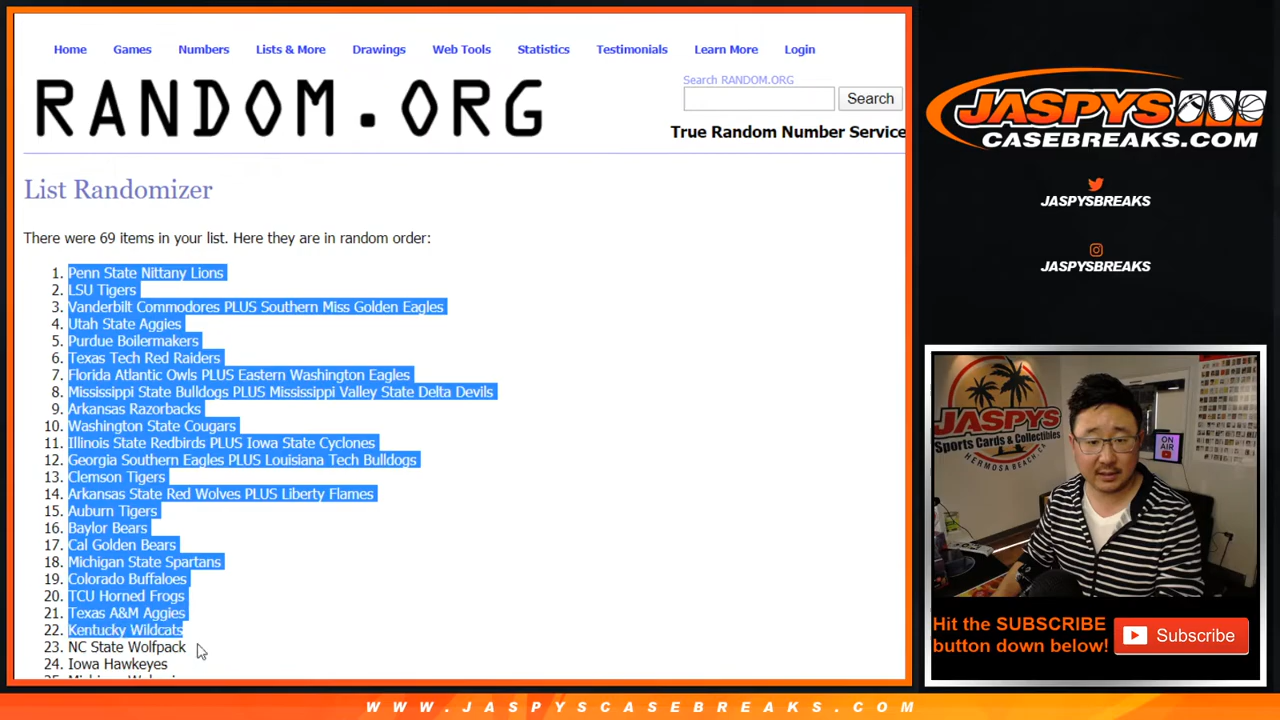 Home Games Numbers Lists & More Drawings Web Tools Statistics Testimonials Learn More Login
RANDOM.ORG
Search RANDOM.ORG
Search
True Random Number Service
List Randomizer
There were 69 items in your list. Here they are in random order:
1. Penn State Nittany Lions
2. LSU Tigers
3. Vanderbilt Commodores PLUS Southern Miss Golden Eagles
4. Utah State Aggies
5. Purdue Boilermakers
6. Texas Tech Red Raiders
7. Florida Atlantic Owls PLUS Eastern Washington Eagles
8. Mississippi State Bulldogs PLUS Mississippi Valley State Delta Devils
9. Arkansas Razorbacks
10. Washington State Cougars
11. Illinois State Redbirds PLUS Iowa State Cyclones
12. Georgia Southern Eagles PLUS Louisiana Tech Bulldogs
13. Clemson Tigers
14. Arkansas State Red Wolves PLUS Liberty Flames
15. Auburn Tigers
16. Baylor Bears
17. Cal Golden Bears
18. Michigan State Spartans
19. Colorado Buffaloes
20. TCU Horned Frogs
21. Texas A&M Aggies
22. Kentucky Wildcats
23. NC State Wolfpack
24. Iowa Hawkeyes
JASPYS
CASEBREAKS.COM
JASPYSBREAKS
JASPYSBREAKS
JASPYS
Sports Cards & Collectibles
HERMOSA BEACH, CA
ON AIR
Hit the SUBSCRIBE
button down below!
Subscribe
WWW.JASPYSCASEBREAKS.COM